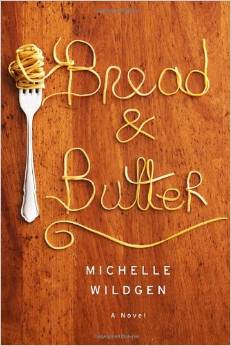 Bread
&
Butter
MICHELLE
WILDGEN
A Novel